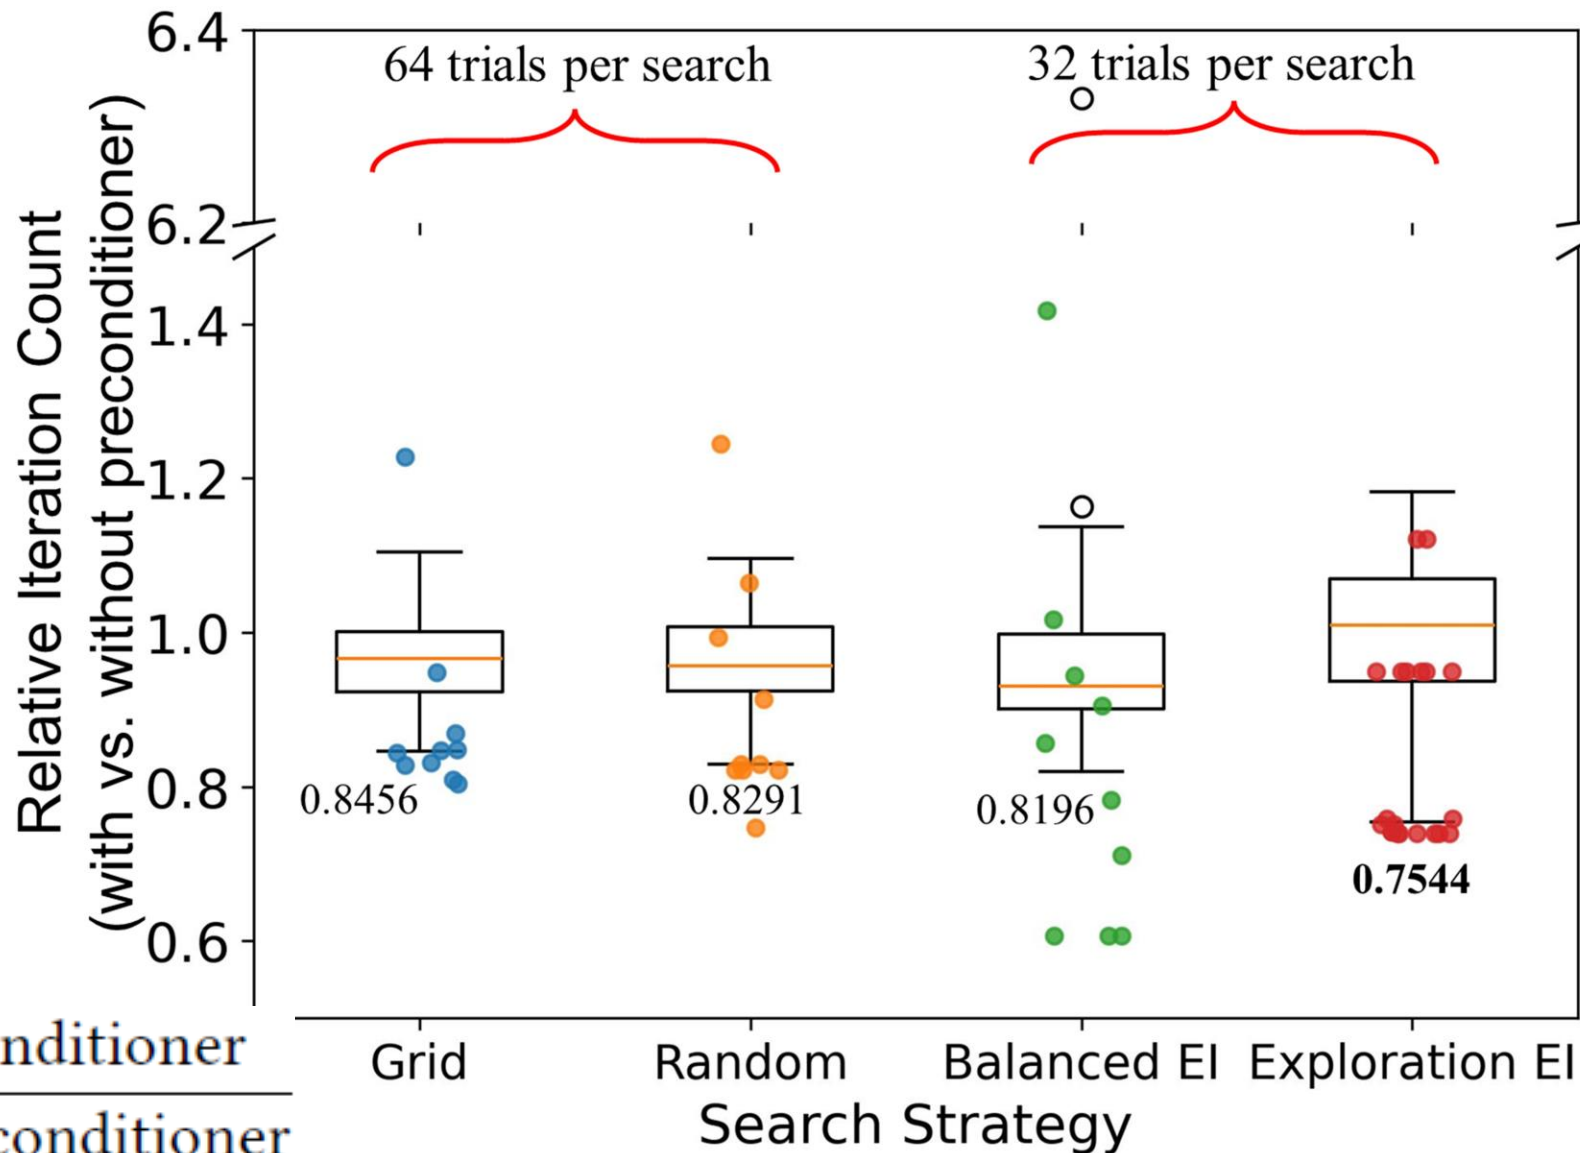 6.4
64 trials per search
32 trials per search
6.2
Relative Iteration Count
(with vs. without preconditioner)
1.4
1.2
1.0
0.8
0.6
0.8456
0.8291
0.8196
0.7544
nditioner
conditioner
Grid
Random
Balanced EI
Exploration EI
Search Strategy